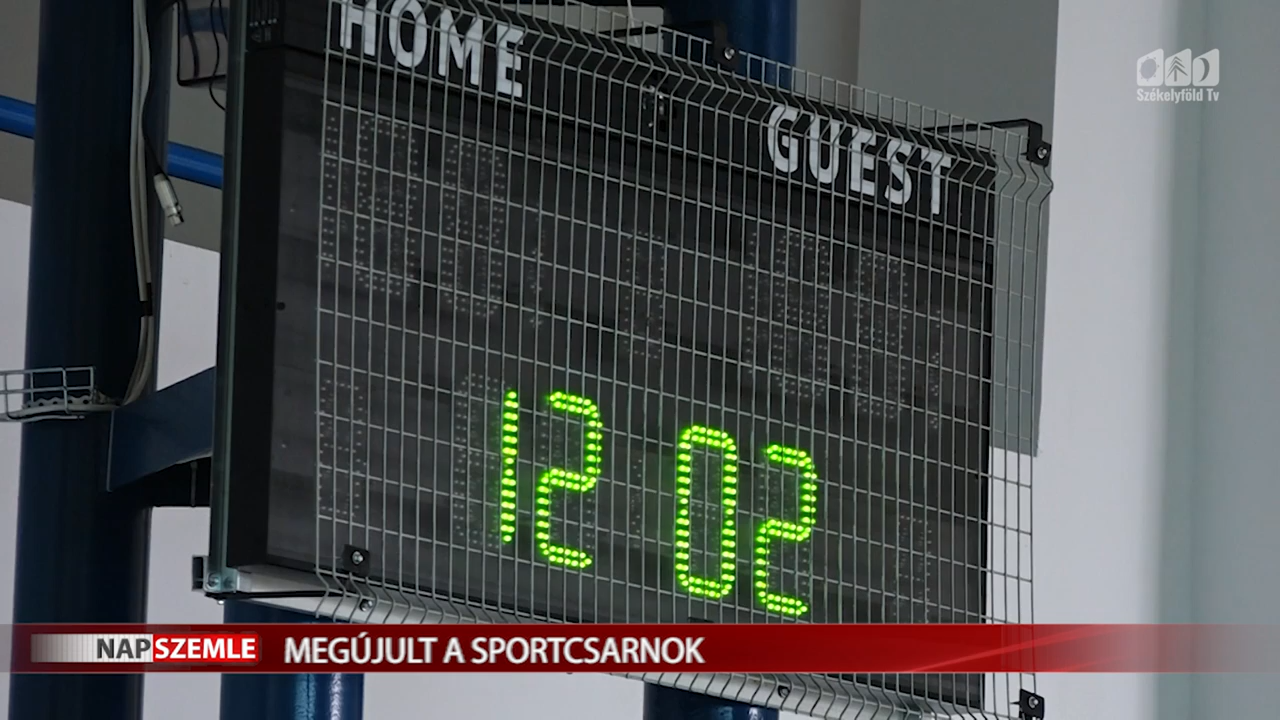 HOME
GUEST
Székelyföld Tv
12 02
NAPSZEMLE MEGÚJULT A SPORTCSARNOK